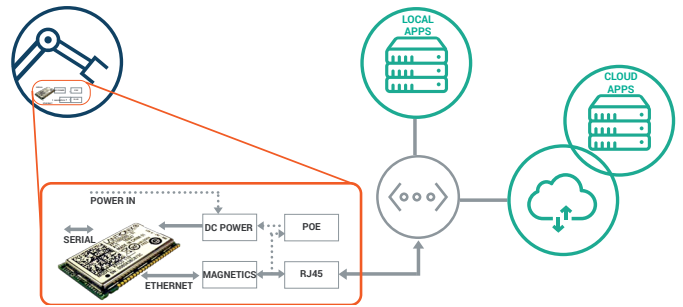 LOCAL
APPS
CLOUD
APPS
POWER IN
SERIAL
DC POWER
POE
ETHERNET
MAGNETICS
RJ45